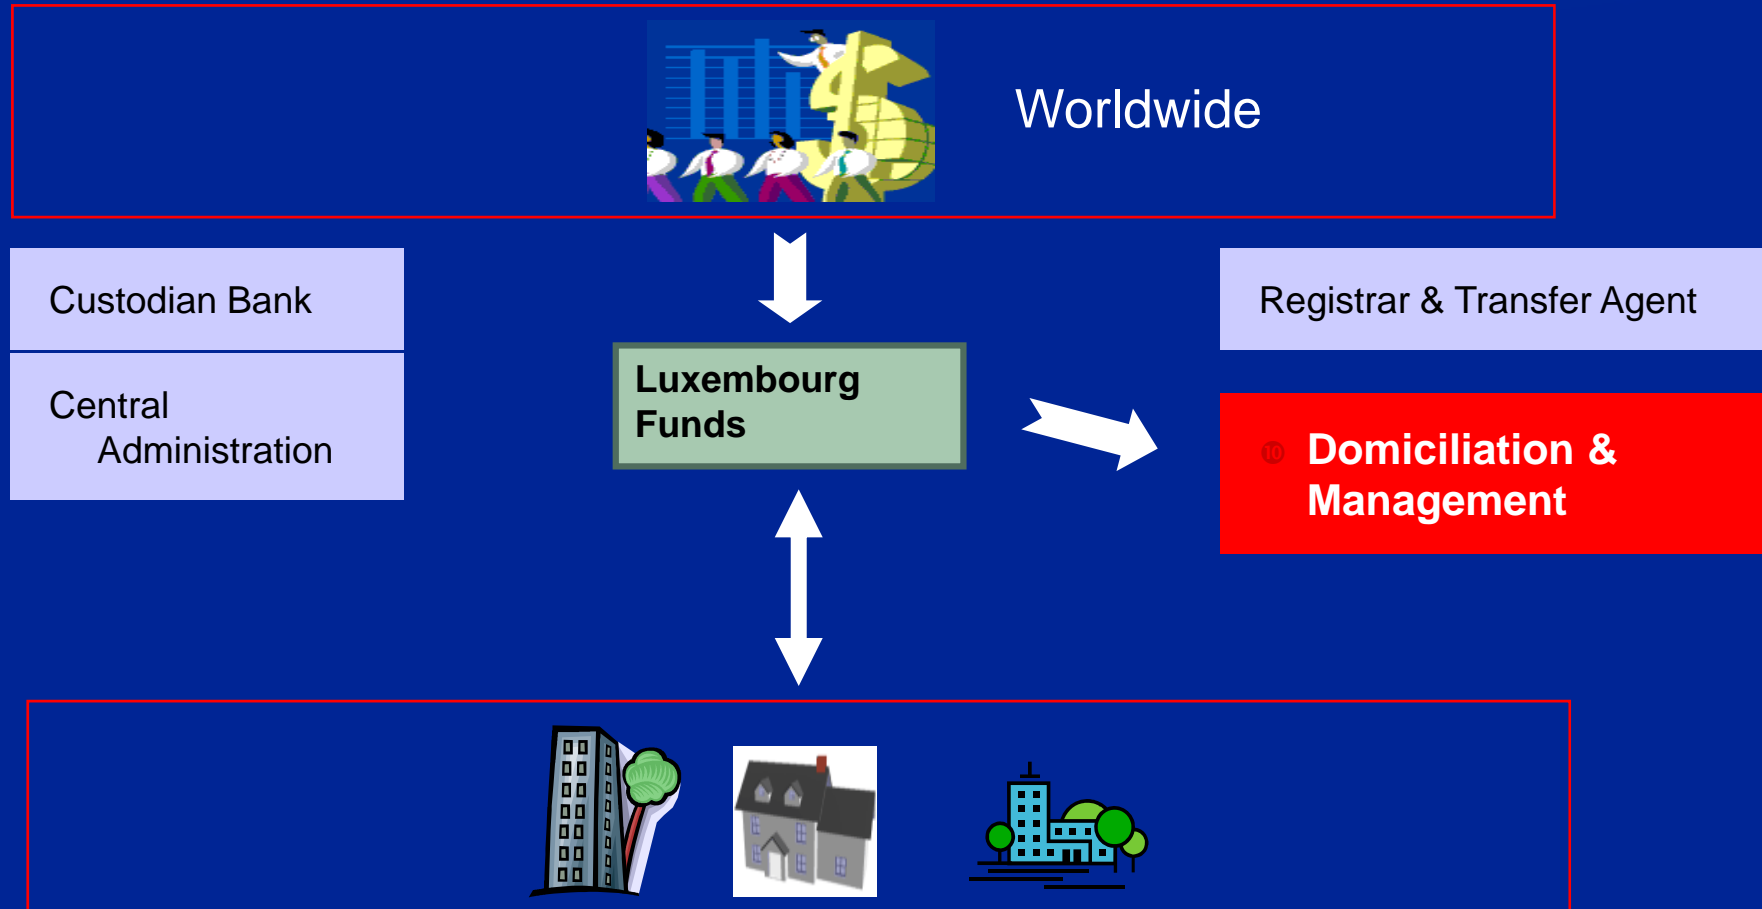 Worldwide
Custodian Bank
Registrar & Transfer Agent
Central
Administration
Luxembourg
Funds
⓾ Domiciliation &
Management